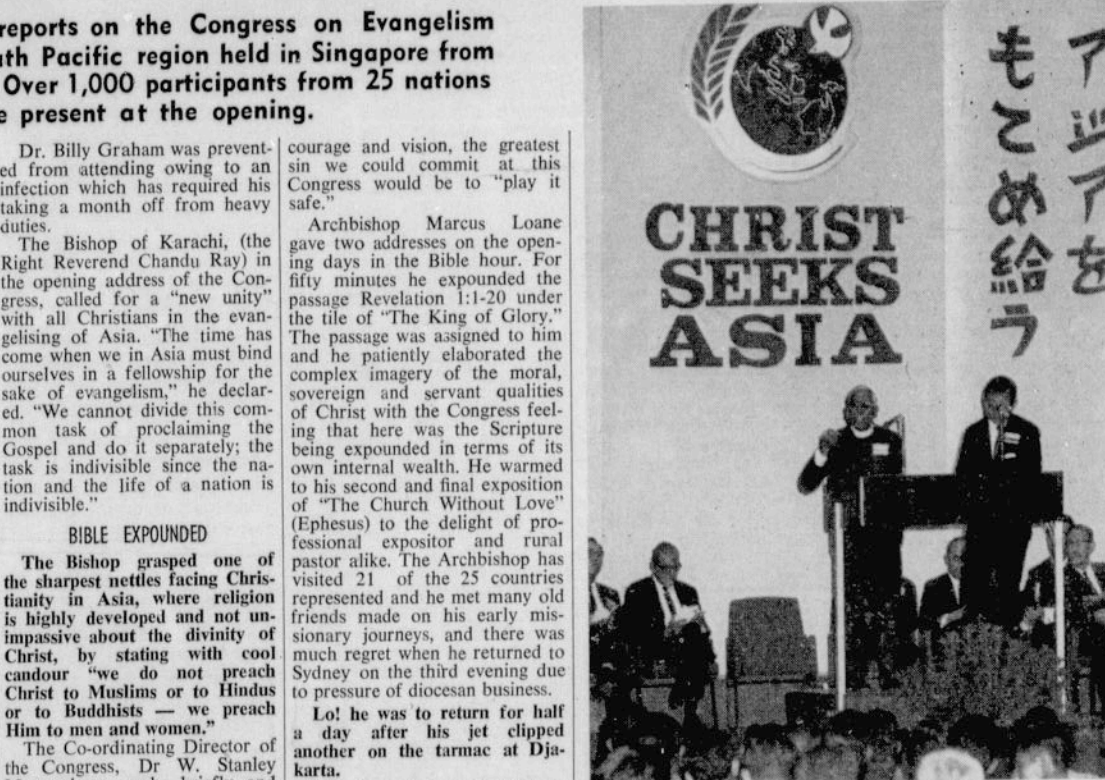 reports on the Congress on Evangelism
Pacific region held in Singapore from
Over 1,000 participants from 25 nations
present at the opening.
Dr. Billy Graham was prevent-
ed from attending owing to an
infection which has required his
taking a month off from heavy
duties.
The Bishop of Karachi, (the
Right Reverend Chandu Ray) in
the opening address of the Con-
gress, called for a “new unity”
with all Christians in the evan-
gelising of Asia. “The time has
come when we in Asia must bind
ourselves in a fellowship for the
sake of evangelism,” he declar-
ed. “We cannot divide this com-
mon task of proclaiming the
Gospel and do it separately; the
task is indivisible since the na-
tion and the life of a nation is
indivisible.”
BIBLE EXPOUNDED
The Bishop grasped one of
the sharpest nettles facing Chris-
tianity in Asia, where religion
is highly developed and not un-
impassive about the divinity of
Christ, by stating with cool
candour “we do not preach
Christ to Muslims or to Hindus
or to Buddhists — we preach
Him to men and women.”
The Co-ordinating Director of
the Congress, Dr W. Stanley
courage and vision, the greatest
sin we could commit at this
Congress would be to “play it
safe.”
Archbishop Marcus Loane
gave two addresses on the open-
ing days in the Bible hour. For
fifty minutes he expounded the
passage Revelation 1:1-20 under
the tile of “The King of Glory.”
The passage was assigned to him
and he patiently elaborated the
complex imagery of the moral,
sovereign and servant qualities
of Christ with the Congress feel-
ing that here was the Scripture
being expounded in terms of its
own internal wealth. He warmed
to his second and final exposition
of “The Church Without Love”
(Ephesus) to the delight of pro-
fessional expositor and rural
pastor alike. The Archbishop has
visited 21 of the 25 countries
represented and he met many old
friends made on his early mis-
sionary journeys, and there was
much regret when he returned to
Sydney on the third evening due
to pressure of diocesan business.
Lo! he was to return for half
a day after his jet clipped
another on the tarmac at Dja-
karta.
CHRIST
SEEKS
ASIA
アジアを
もとめ給う